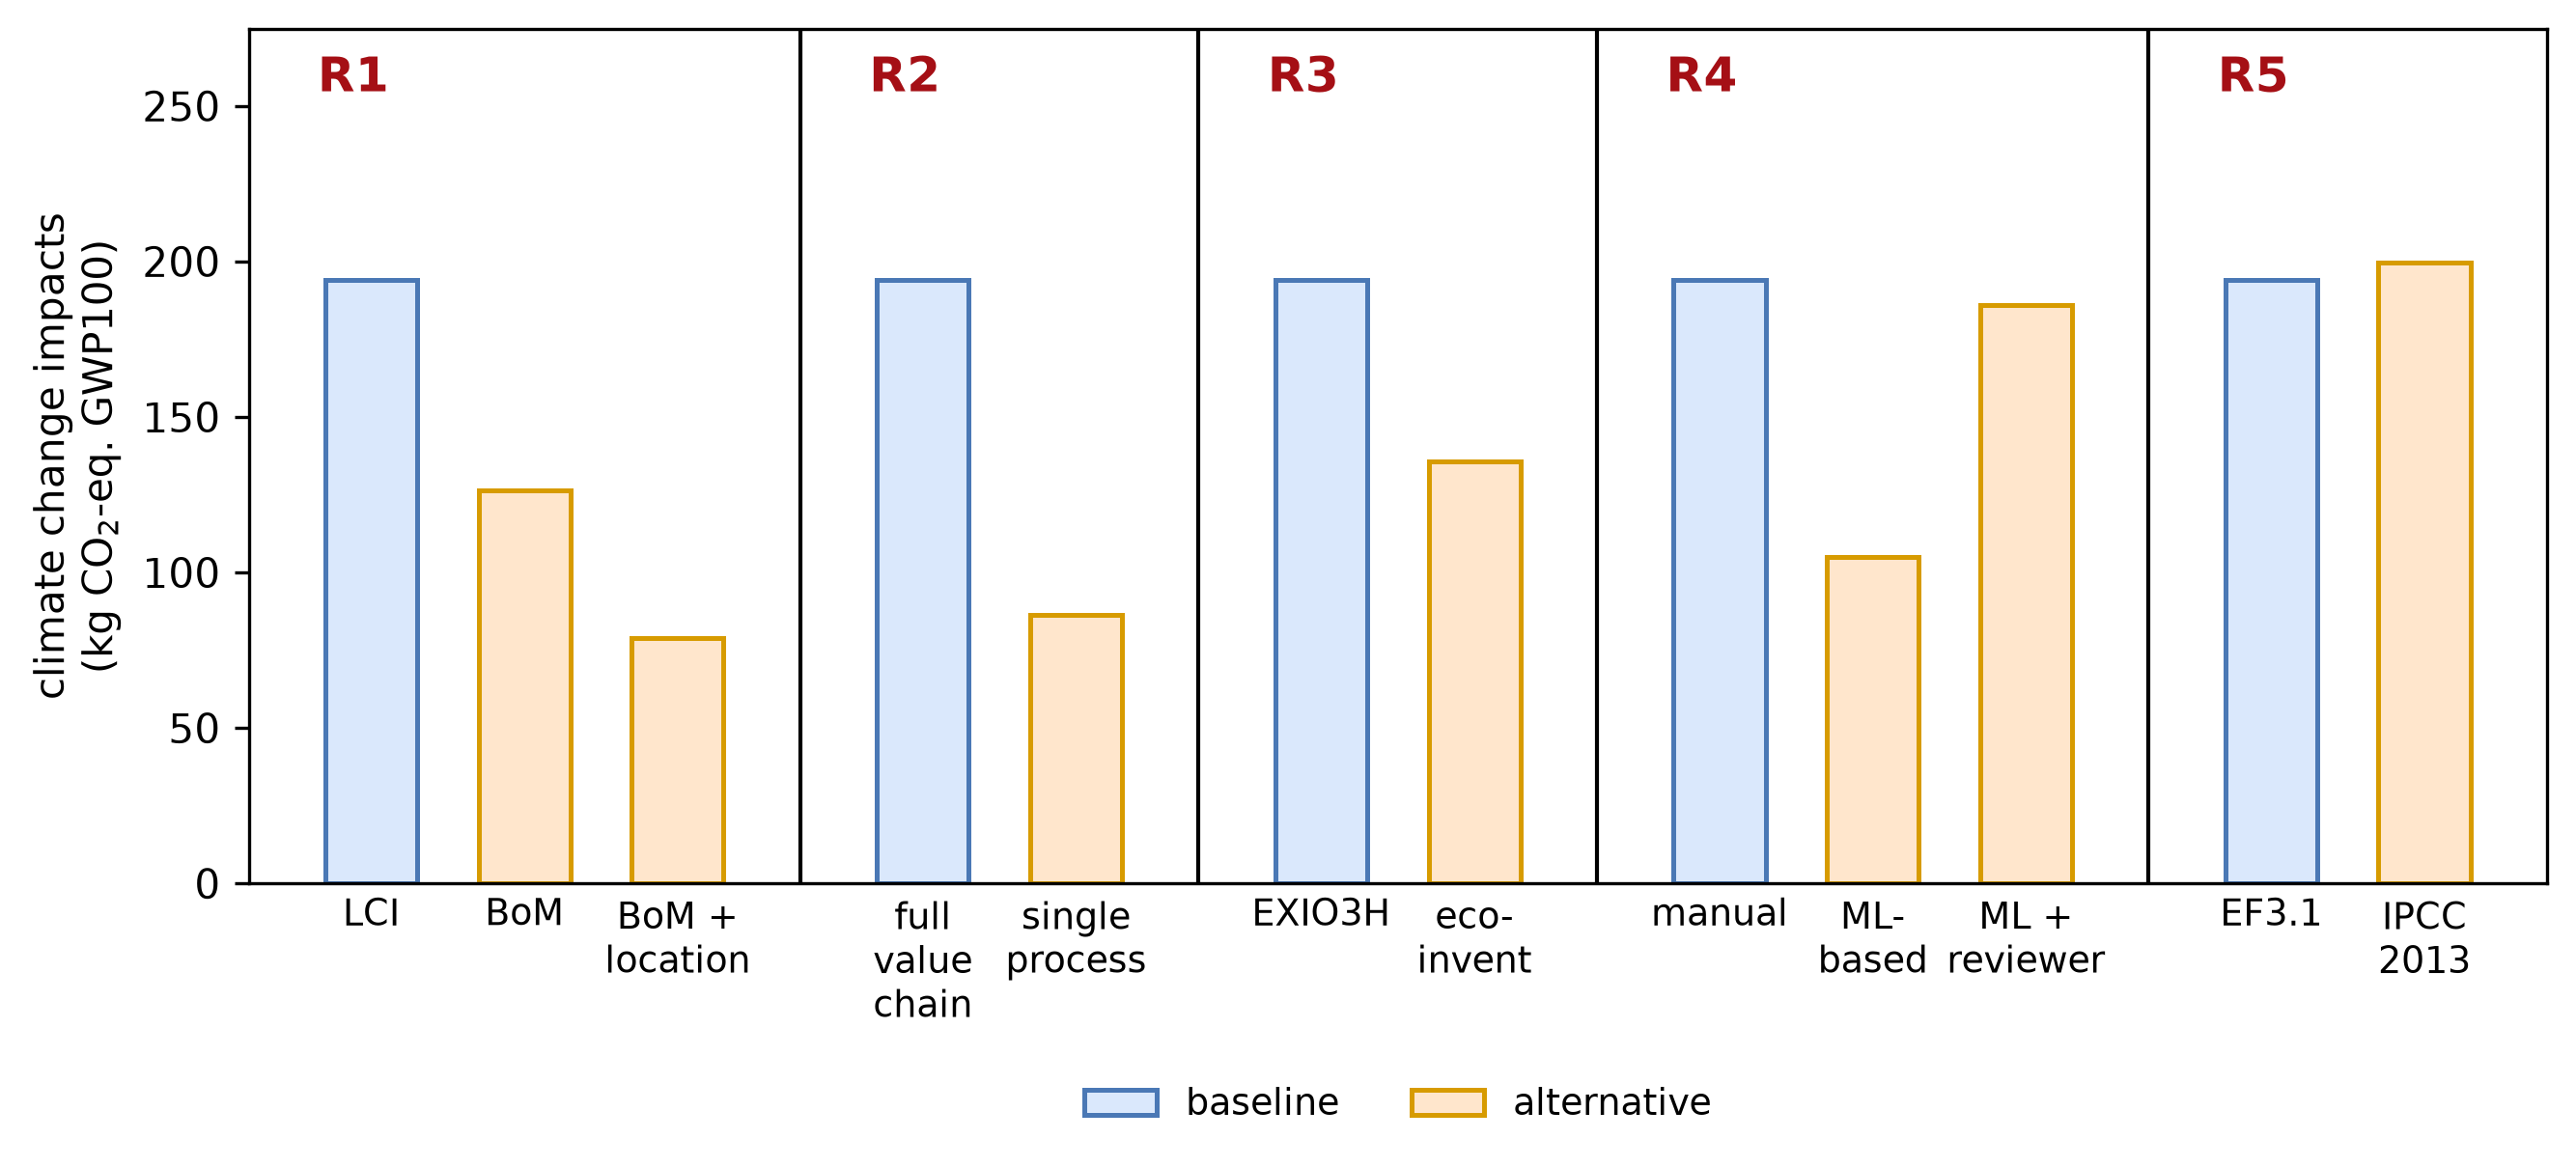 climate change impacts
(kg CO₂-eq. GWP100)
250
200
150
100
50
0
R1
R2
R3
R4
R5
LCI
BoM
BoM +
location
full
value
chain
single
process
EXIO3H
eco-
invent
manual
ML-
based
ML +
reviewer
EF3.1
IPCC
2013
baseline
alternative